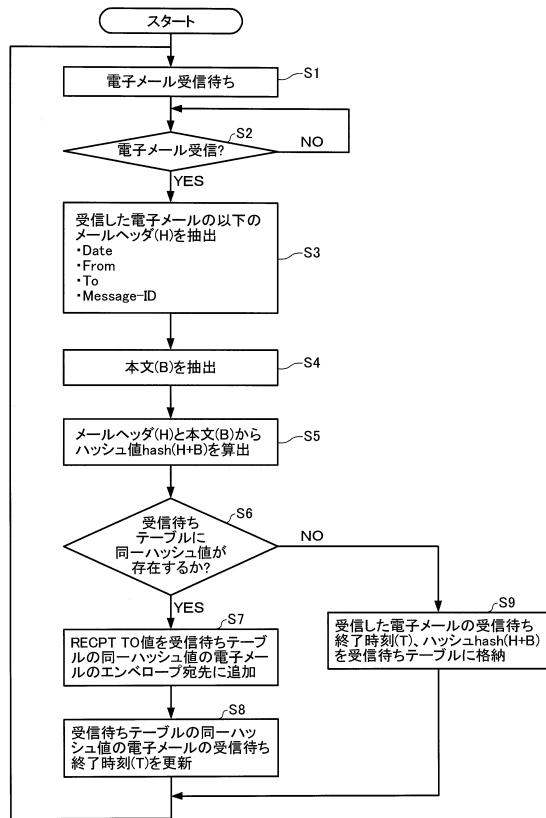 スタート
電子メール受信待ち
S1
電子メール受信?
S2
NO
YES
受信した電子メールの以下の
メールヘッダ(H)を抽出
・Date
・From
・To
・Message-ID
S3
本文(B)を抽出
S4
メールヘッダ(H)と本文(B)から
ハッシュ値hash(H+B)を算出
S5
受信待ち
テーブルに
同一ハッシュ値が
存在するか?
S6
NO
YES
S7
RECPT TO値を受信待ちテーブ
ルの同一ハッシュ値の電子メー
ルのエンベロープ宛先に追加
S9
受信した電子メールの受信待ち
終了時刻(T)、ハッシュhash(H+B)
を受信待ちテーブルに格納
S8
受信待ちテーブルの同一ハッ
シュ値の電子メールの受信待ち
終了時刻(T)を更新